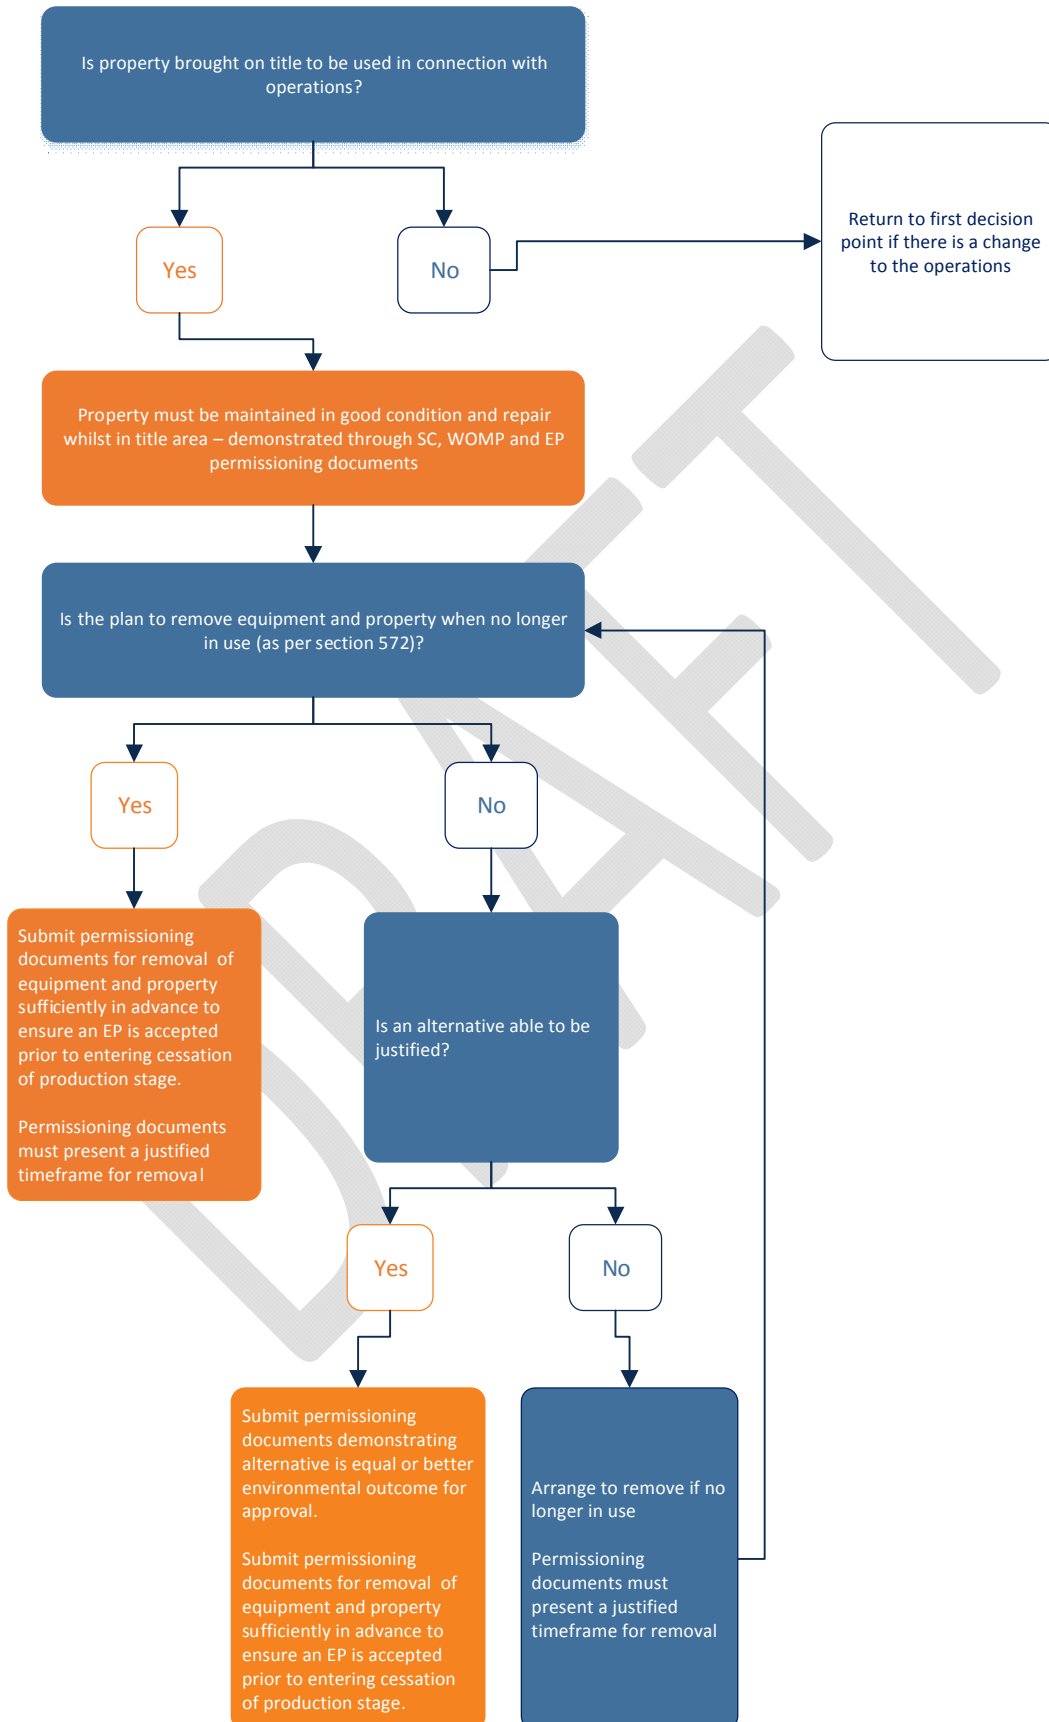 Is property brought on title to be used in connection with
operations?
Return to first decision
point if there is a change
to the operations
Yes
No
Property must be maintained in good condition and repair
whilst in title area – demonstrated through SC, WOMP and EP
permissioning documents
Is the plan to remove equipment and property when no longer
in use (as per section 572)?
Yes
No
Submit permissioning
documents for removal of
equipment and property
sufficiently in advance to
ensure an EP is accepted
prior to entering cessation
of production stage.
Permissioning documents
must present a justified
timeframe for removal
Is an alternative able to be
justified?
Yes
No
Submit permissioning
documents demonstrating
alternative is equal or better
environmental outcome for
approval.
Submit permissioning
documents for removal of
equipment and property
sufficiently in advance to
ensure an EP is accepted
prior to entering cessation
of production stage.
Arrange to remove if no
longer in use
Permissioning
documents must
present a justified
timeframe for removal
DRAFT